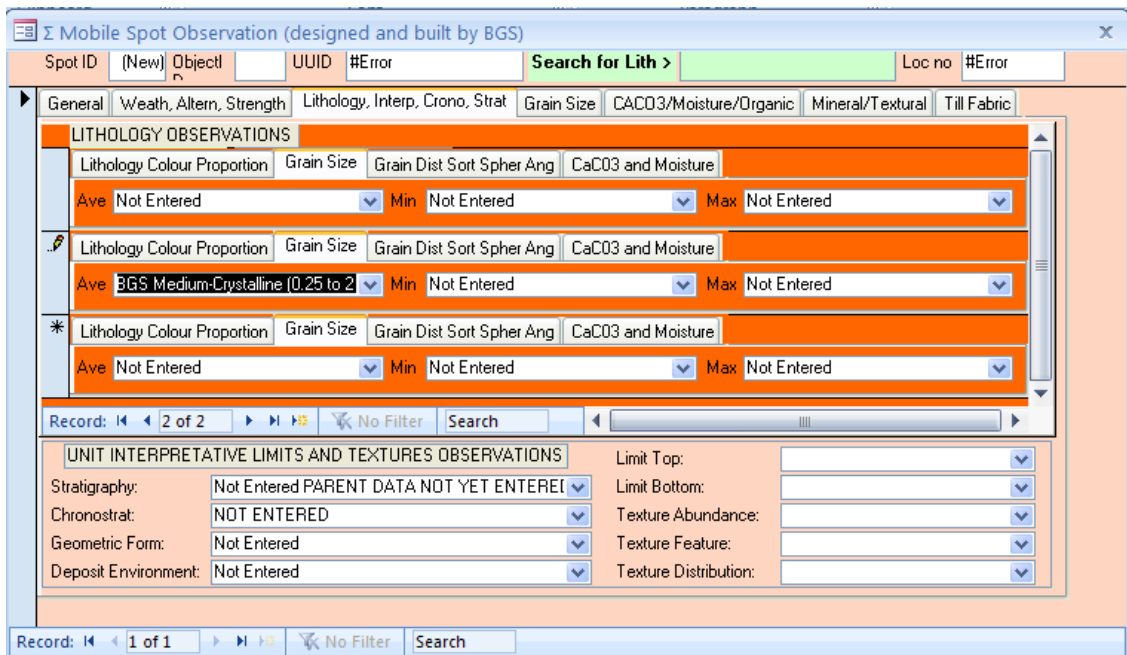 Σ Mobile Spot Observation (designed and built by BGS) x
Spot ID (New) ObjectI UUID #Error Search for Lith > Loc no #Error
General Weath, Altern, Strength Lithology, Interp, Crono, Strat Grain Size CACO3/Moisture/Organic Mineral/Textural Till Fabric
LITHOLOGY OBSERVATIONS
Lithology Colour Proportion Grain Size Grain Dist Sort Spher Ang CaC03 and Moisture
Ave Not Entered Min Not Entered Max Not Entered
Lithology Colour Proportion Grain Size Grain Dist Sort Spher Ang CaC03 and Moisture
Ave BGS Medium-Crystalline (0.25 to 2 Min Not Entered Max Not Entered
* Lithology Colour Proportion Grain Size Grain Dist Sort Spher Ang CaC03 and Moisture
Ave Not Entered Min Not Entered Max Not Entered
Record: 2 of 2 No Filter Search
UNIT INTERPRETATIVE LIMITS AND TEXTURES OBSERVATIONS Limit Top:
Stratigraphy: Not Entered PARENT DATA NOT YET ENTERE Limit Bottom:
Chronostrat: NOT ENTERED Texture Abundance:
Geometric Form: Not Entered Texture Feature:
Deposit Environment: Not Entered Texture Distribution:
Record: 1 of 1 No Filter Search